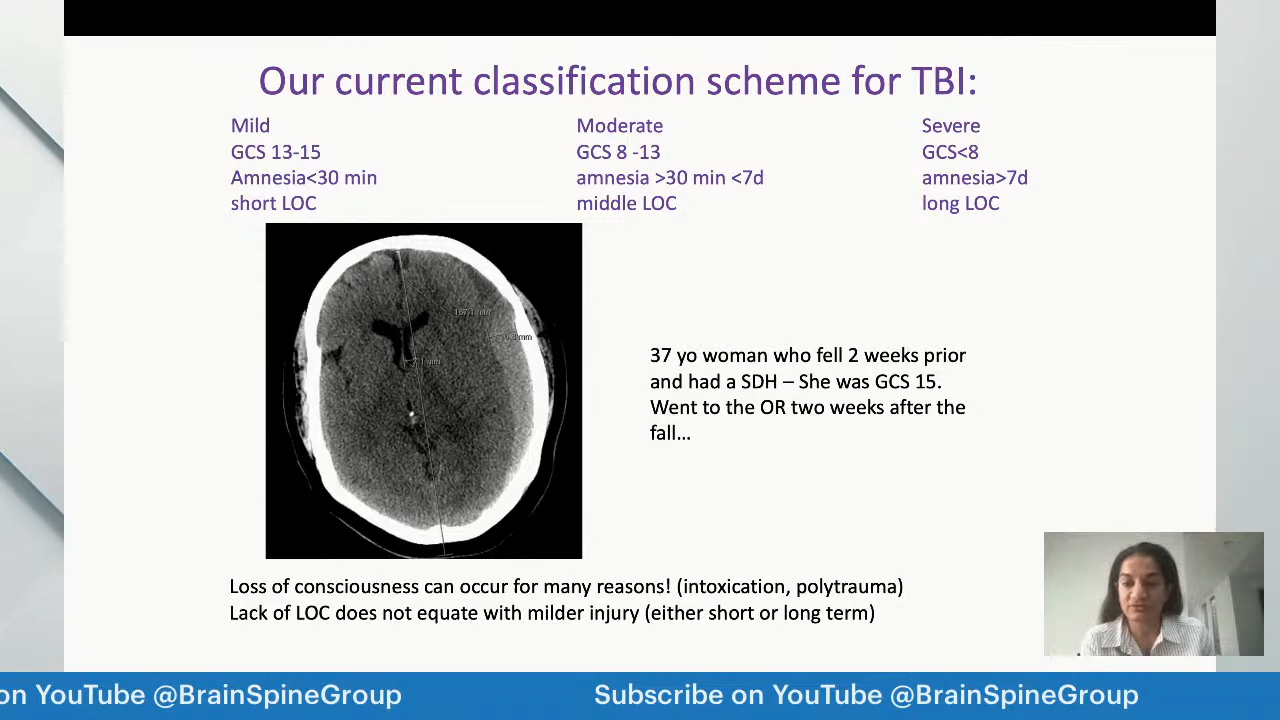 Our current classification scheme for TBI:
Mild
GCS 13-15
Amnesia<30 min
short LOC
Moderate
GCS 8 -13
amnesia >30 min <7d
middle LOC
Severe
GCS<8
amnesia>7d
long LOC
37 yo woman who fell 2 weeks prior
and had a SDH – She was GCS 15.
Went to the OR two weeks after the
fall…
Loss of consciousness can occur for many reasons! (intoxication, polytrauma)
Lack of LOC does not equate with milder injury (either short or long term)
on YouTube @BrainSpineGroup
Subscribe on YouTube @BrainSpineGroup